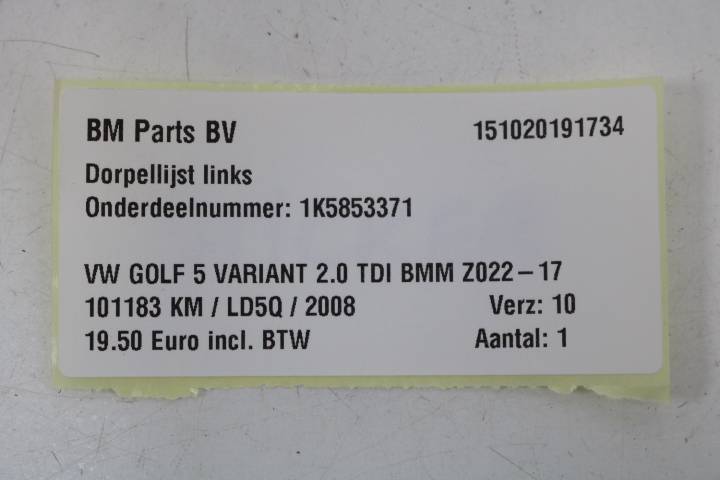 BM Parts BV 151020191734
Dorpellijst links
Onderdeelnummer: 1K5853371
VW GOLF 5 VARIANT 2.0 TDI BMM Z022-17
101183 KM / LD5Q / 2008 Verz: 10
19.50 Euro incl. BTW Aantal: 1